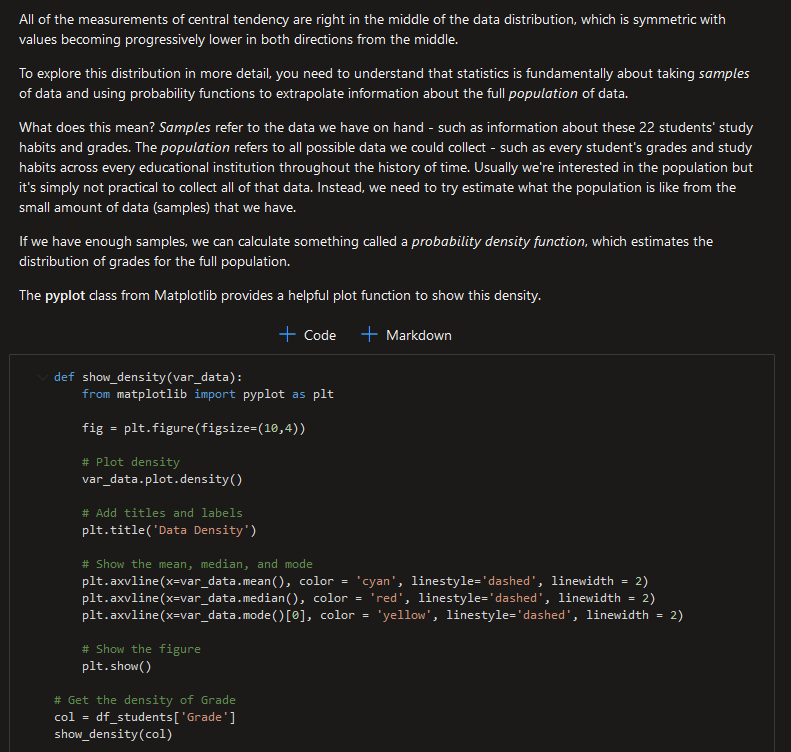 All of the measurements of central tendency are right in the middle of the data distribution, which is symmetric with
values becoming progressively lower in both directions from the middle.
To explore this distribution in more detail, you need to understand that statistics is fundamentally about taking samples
of data and using probability functions to extrapolate information about the full population of data.
What does this mean? Samples refer to the data we have on hand - such as information about these 22 students' study
habits and grades. The population refers to all possible data we could collect - such as every student's grades and study
habits across every educational institution throughout the history of time. Usually we're interested in the population but
it's simply not practical to collect all of that data. Instead, we need to try estimate what the population is like from the
small amount of data (samples) that we have.
If we have enough samples, we can calculate something called a probability density function, which estimates the
distribution of grades for the full population.
The pyplot class from Matplotlib provides a helpful plot function to show this density.
+ Code + Markdown
def show_density(var_data):
    from matplotlib import pyplot as plt
    fig = plt.figure(figsize=(10,4))
    # Plot density
    var_data.plot.density()
    # Add titles and labels
    plt.title('Data Density')
    # Show the mean, median, and mode
    plt.axvline(x=var_data.mean(), color = 'cyan', linestyle='dashed', linewidth = 2)
    plt.axvline(x=var_data.median(), color = 'red', linestyle='dashed', linewidth = 2)
    plt.axvline(x=var_data.mode()[0], color = 'yellow', linestyle='dashed', linewidth = 2)
    # Show the figure
    plt.show()
# Get the density of Grade
col = df_students['Grade']
show_density(col)